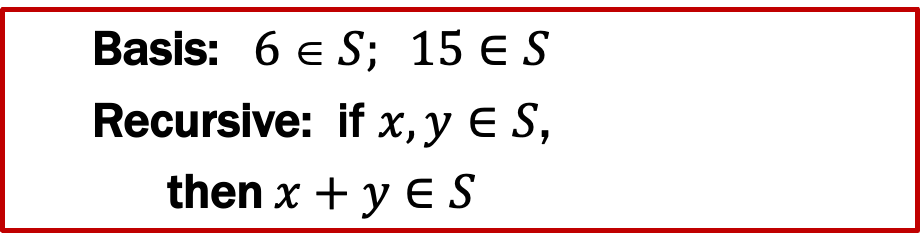 Basis: 6 ∈ S; 15 ∈ S
Recursive: if x, y ∈ S,
then x + y ∈ S